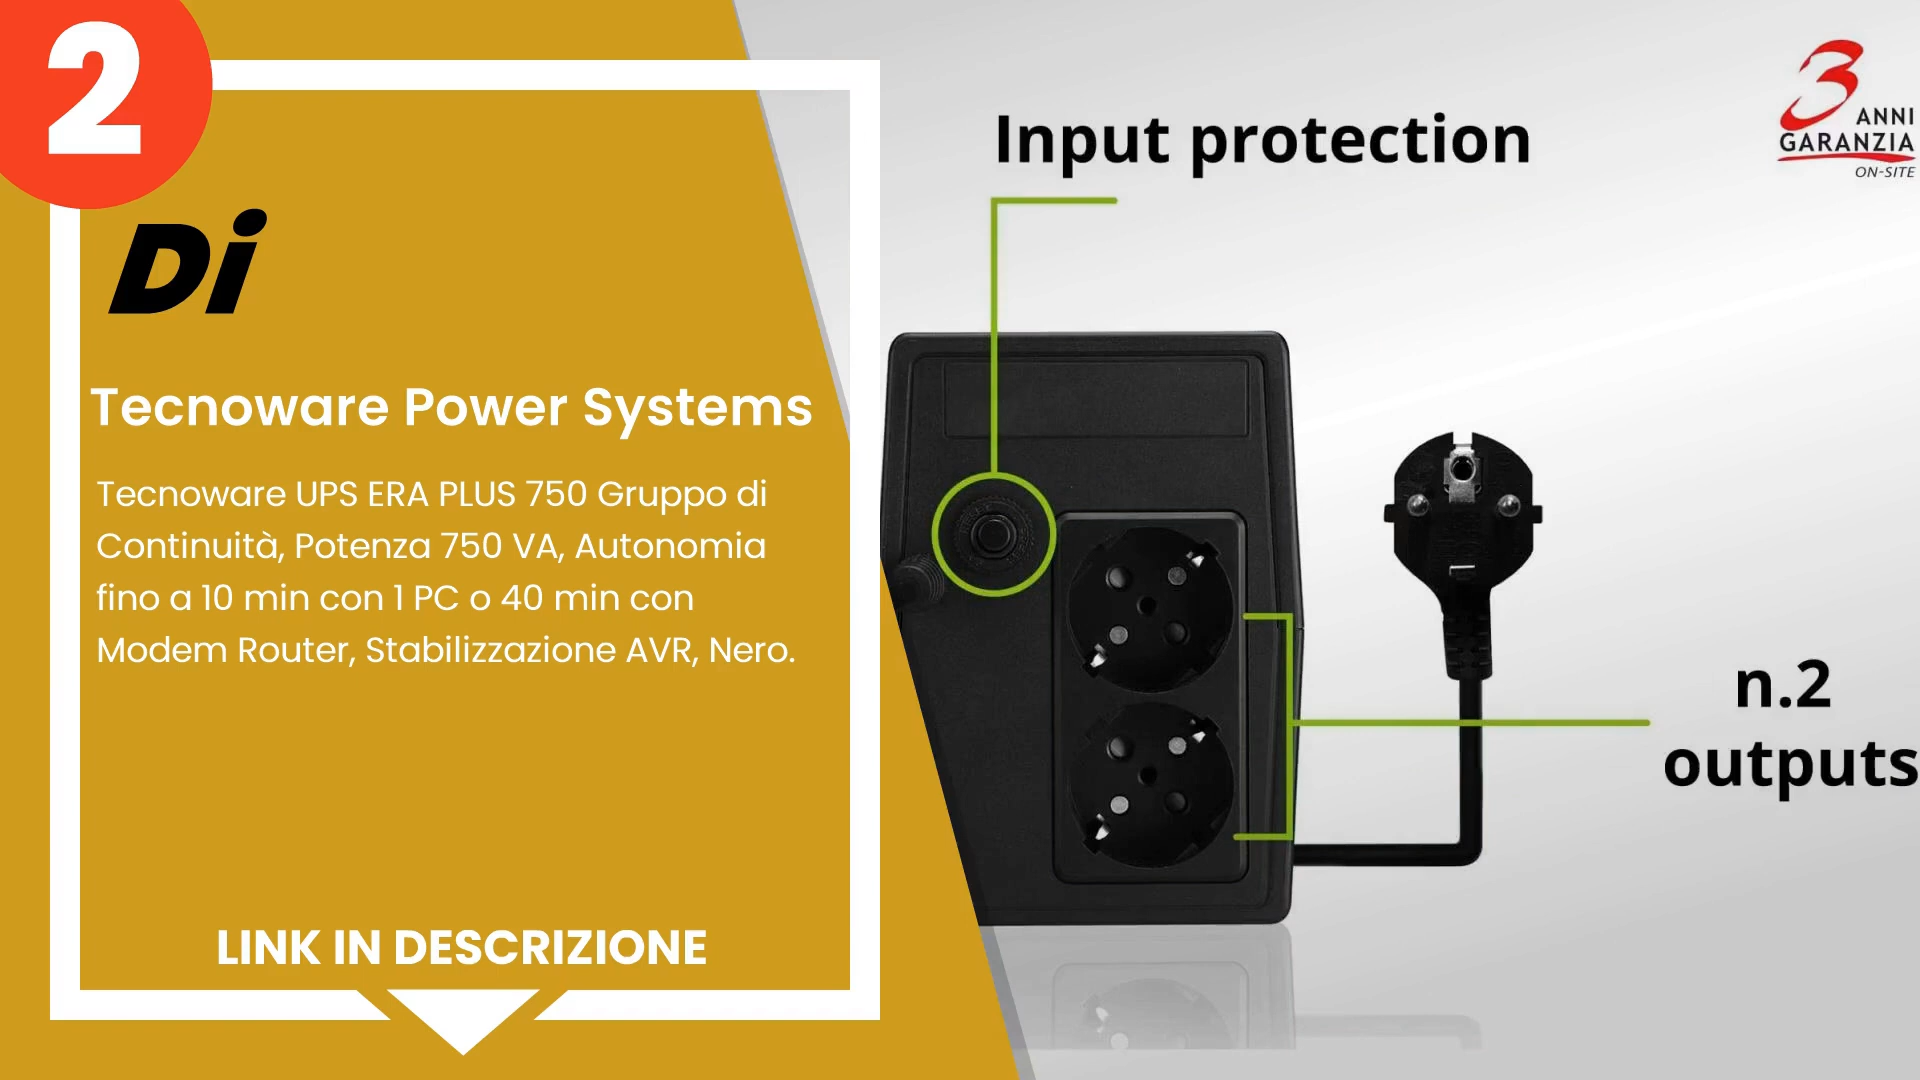 2
Di
Tecnoware Power Systems
Tecnoware UPS ERA PLUS 750 Gruppo di
Continuità, Potenza 750 VA, Autonomia
fino a 10 min con 1 PC o 40 min con
Modem Router, Stabilizzazione AVR, Nero.
LINK IN DESCRIZIONE
Input protection
3 ANNI
GARANZIA
ON-SITE
n.2
outputs